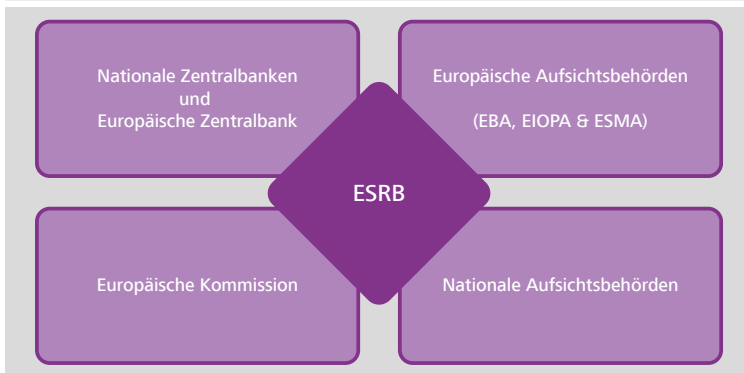 Nationale Zentralbanken
und
Europäische Zentralbank
Europäische Aufsichtsbehörden
(EBA, EIOPA & ESMA)
ESRB
Europäische Kommission
Nationale Aufsichtsbehörden